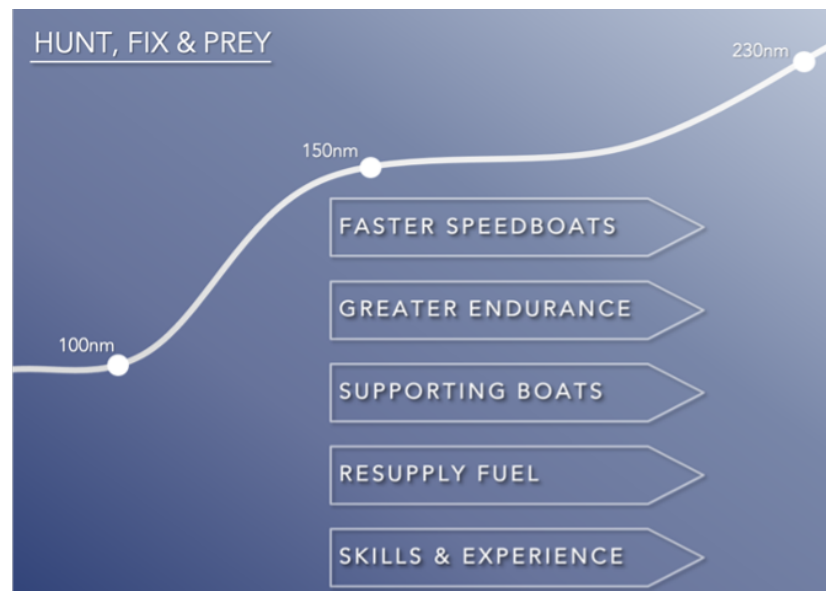 HUNT, FIX & PREY
230nm
150nm
FASTER SPEEDBOATS
GREATER ENDURANCE
100nm
SUPPORTING BOATS
RESUPPLY FUEL
SKILLS & EXPERIENCE